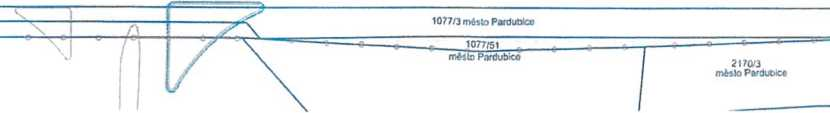 1077/3 město Pardubice
1077/51
město Pardubice
2170/3
město Pardubice